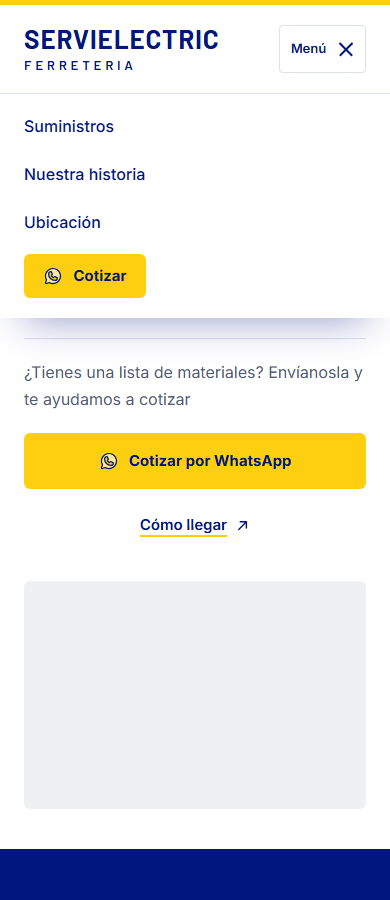 SERVIELECTRIC
FERRETERIA
Menú
Suministros
Nuestra historia
Ubicación
Cotizar
¿Tienes una lista de materiales? Envíanosla y
te ayudamos a cotizar
Cotizar por WhatsApp
Cómo llegar